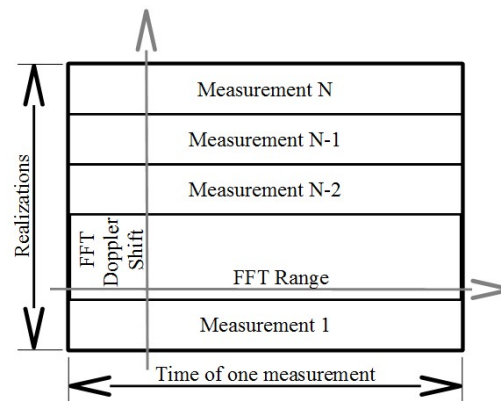 Measurement N
Measurement N-1
Measurement N-2
Realizations
FFT
Doppler
Shift
FFT Range
Measurement 1
Time of one measurement